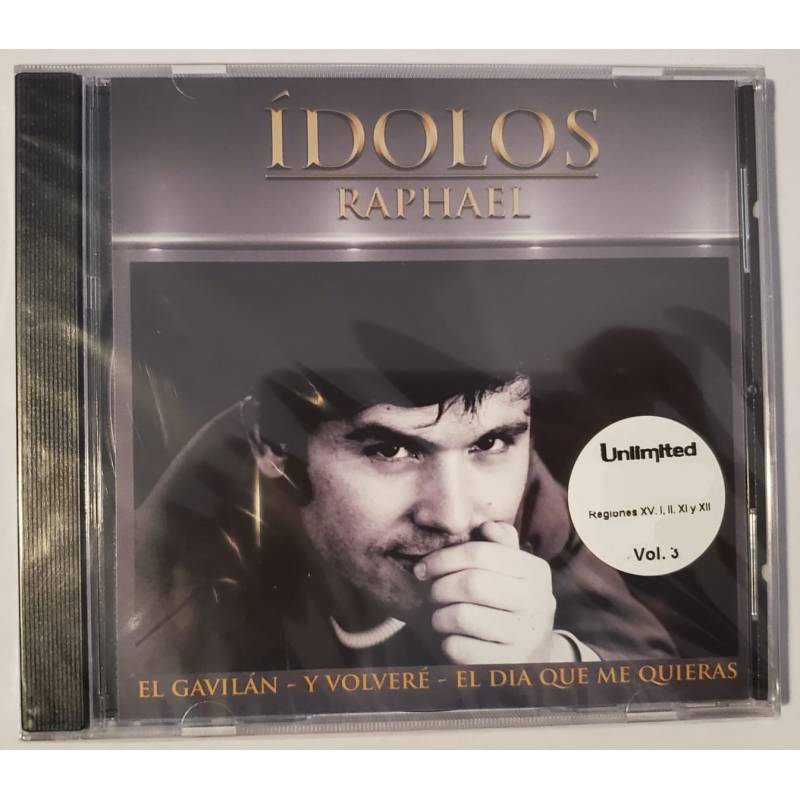 ÍDOLOS
RAPHAEL
Unlimited
Regiones XV. I, II, XI y XII
Vol. 3
EL GAVILÁN - Y VOLVERÉ - EL DIA QUE ME QUIERAS